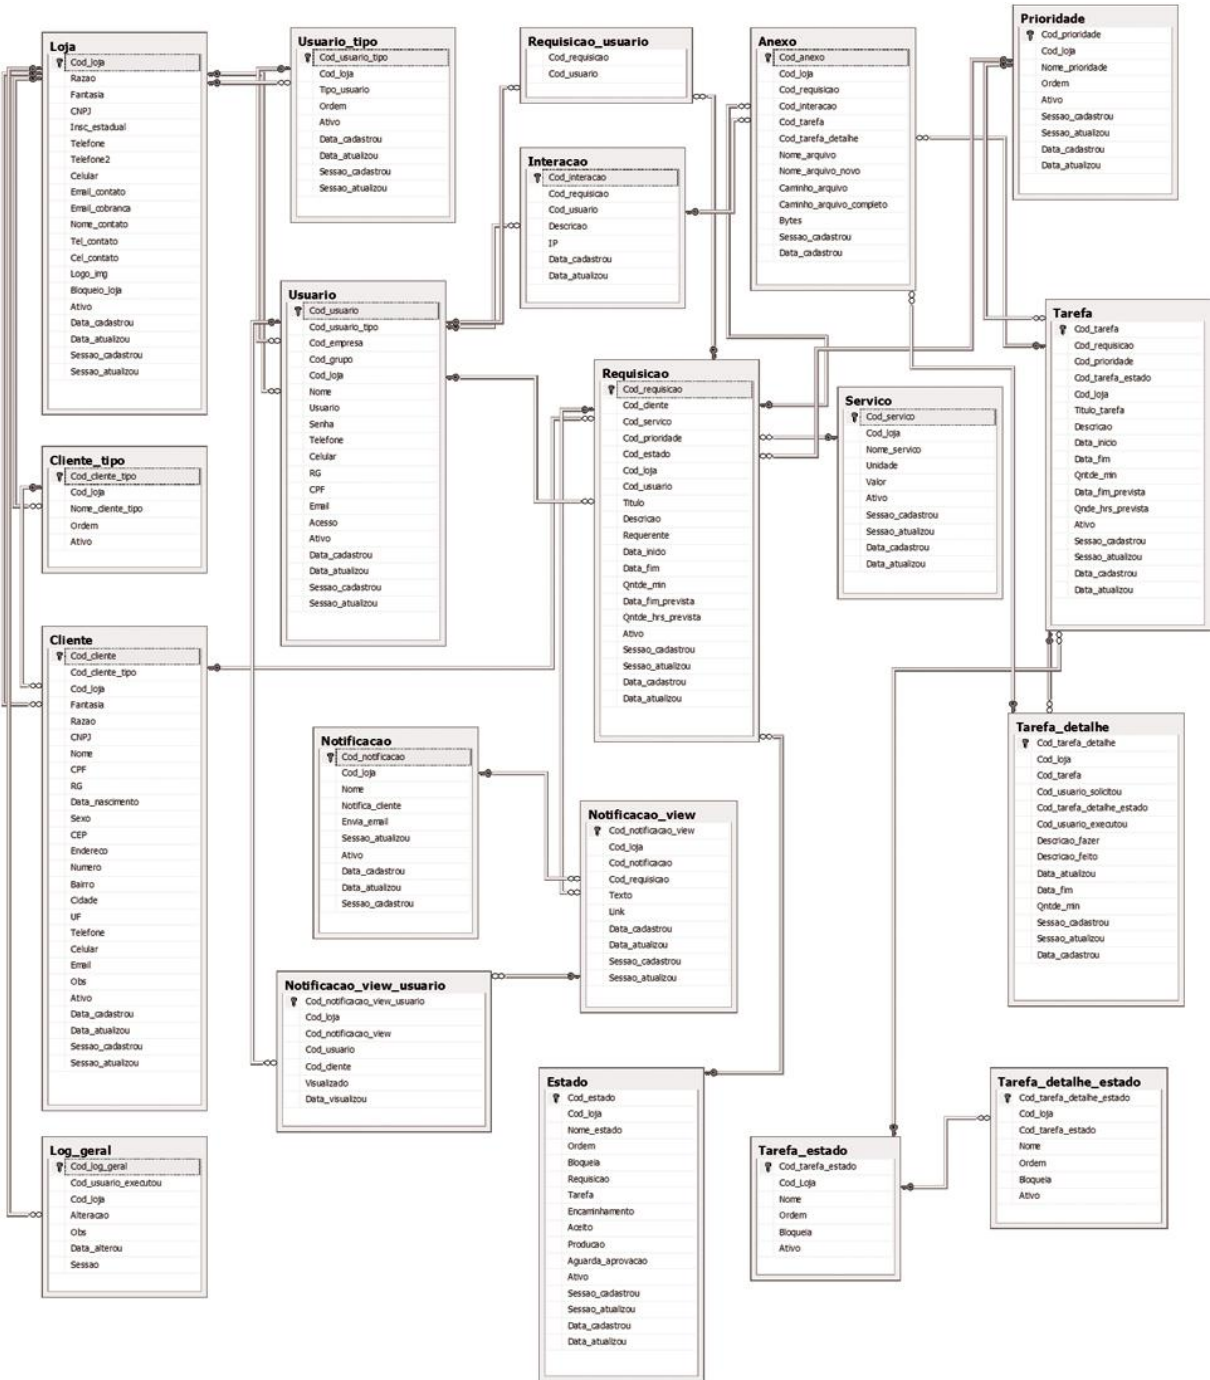 Loja
Cod_loja
Razao
Fantasia
CNPJ
Insc_estadual
Telefone
Telefone2
Celular
Email_contato
Email_cobranca
Nome_contato
Tel_contato
Cel_contato
Logo_img
Bloqueio_loja
Ativo
Data_cadastrou
Data_atualizou
Sessao_cadastrou
Sessao_atualizou
Usuario_tipo
Cod_usuario_tipo
Cod_loja
Tipo_usuario
Ordem
Ativo
Data_cadastrou
Data_atualizou
Sessao_cadastrou
Sessao_atualizou
Requisicao_usuario
Cod_requisicao
Cod_usuario
Anexo
Cod_anexo
Cod_loja
Cod_requisicao
Cod_interacao
Cod_tarefa
Cod_tarefa_detalhe
Nome_arquivo
Nome_arquivo_novo
Caminho_arquivo
Caminho_arquivo_completo
Bytes
Sessao_cadastrou
Data_cadastrou
Prioridade
Cod_prioridade
Cod_loja
Nome_prioridade
Ordem
Ativo
Sessao_cadastrou
Sessao_atualizou
Data_cadastrou
Data_atualizou
Interacao
Cod_interacao
Cod_requisicao
Cod_usuario
Descricao
IP
Data_cadastrou
Data_atualizou
Usuario
Cod_usuario
Cod_usuario_tipo
Cod_empresa
Cod_grupo
Cod_loja
Nome
Usuario
Senha
Telefone
Celular
RG
CPF
Email
Acesso
Ativo
Data_cadastrou
Data_atualizou
Sessao_cadastrou
Sessao_atualizou
Requisicao
Cod_requisicao
Cod_cliente
Cod_servico
Cod_prioridade
Cod_estado
Cod_loja
Cod_usuario
Titulo
Descricao
Requerente
Data_inicio
Data_fim
Qntde_min
Data_fim_prevista
Qntde_hrs_prevista
Ativo
Sessao_cadastrou
Sessao_atualizou
Data_cadastrou
Data_atualizou
Servico
Cod_servico
Cod_loja
Nome_servico
Unidade
Valor
Ativo
Sessao_cadastrou
Sessao_atualizou
Data_cadastrou
Data_atualizou
Tarefa
Cod_tarefa
Cod_requisicao
Cod_prioridade
Cod_tarefa_estado
Cod_loja
Titulo_tarefa
Descricao
Data_inicio
Data_fim
Qntde_min
Data_fim_prevista
Qnde_hrs_prevista
Ativo
Sessao_cadastrou
Sessao_atualizou
Data_cadastrou
Data_atualizou
Cliente_tipo
Cod_cliente_tipo
Cod_loja
Nome_cliente_tipo
Ordem
Ativo
Cliente
Cod_cliente
Cod_cliente_tipo
Cod_loja
Fantasia
Razao
CNPJ
Nome
CPF
RG
Data_nascimento
Sexo
CEP
Endereco
Numero
Bairro
Cidade
UF
Telefone
Celular
Email
Obs
Ativo
Data_cadastrou
Data_atualizou
Sessao_cadastrou
Sessao_atualizou
Notificacao
Cod_notificacao
Cod_loja
Nome
Notifica_cliente
Envia_email
Sessao_atualizou
Ativo
Data_cadastrou
Data_atualizou
Sessao_cadastrou
Notificacao_view
Cod_notificacao_view
Cod_loja
Cod_notificacao
Cod_requisicao
Texto
Link
Data_cadastrou
Data_atualizou
Sessao_cadastrou
Sessao_atualizou
Tarefa_detalhe
Cod_tarefa_detalhe
Cod_loja
Cod_tarefa
Cod_usuario_solicitou
Cod_tarefa_detalhe_estado
Cod_usuario_executou
Descricao_fazer
Descricao_feito
Data_atualizou
Data_fim
Qntde_min
Sessao_cadastrou
Sessao_atualizou
Data_cadastrou
Notificacao_view_usuario
Cod_notificacao_view_usuario
Cod_loja
Cod_notificacao_view
Cod_usuario
Cod_cliente
Visualizado
Data_visualizou
Log_geral
Cod_log_geral
Cod_usuario_executou
Cod_loja
Alteracao
Obs
Data_alterou
Sessao
Estado
Cod_estado
Cod_loja
Nome_estado
Ordem
Bloqueia
Requisicao
Tarefa
Encaminhamento
Aceito
Producao
Aguarda_aprovacao
Ativo
Sessao_cadastrou
Sessao_atualizou
Data_cadastrou
Data_atualizou
Tarefa_estado
Cod_tarefa_estado
Cod_Loja
Nome
Ordem
Bloqueia
Ativo
Tarefa_detalhe_estado
Cod_tarefa_detalhe_estado
Cod_loja
Cod_tarefa_estado
Nome
Ordem
Bloqueia
Ativo